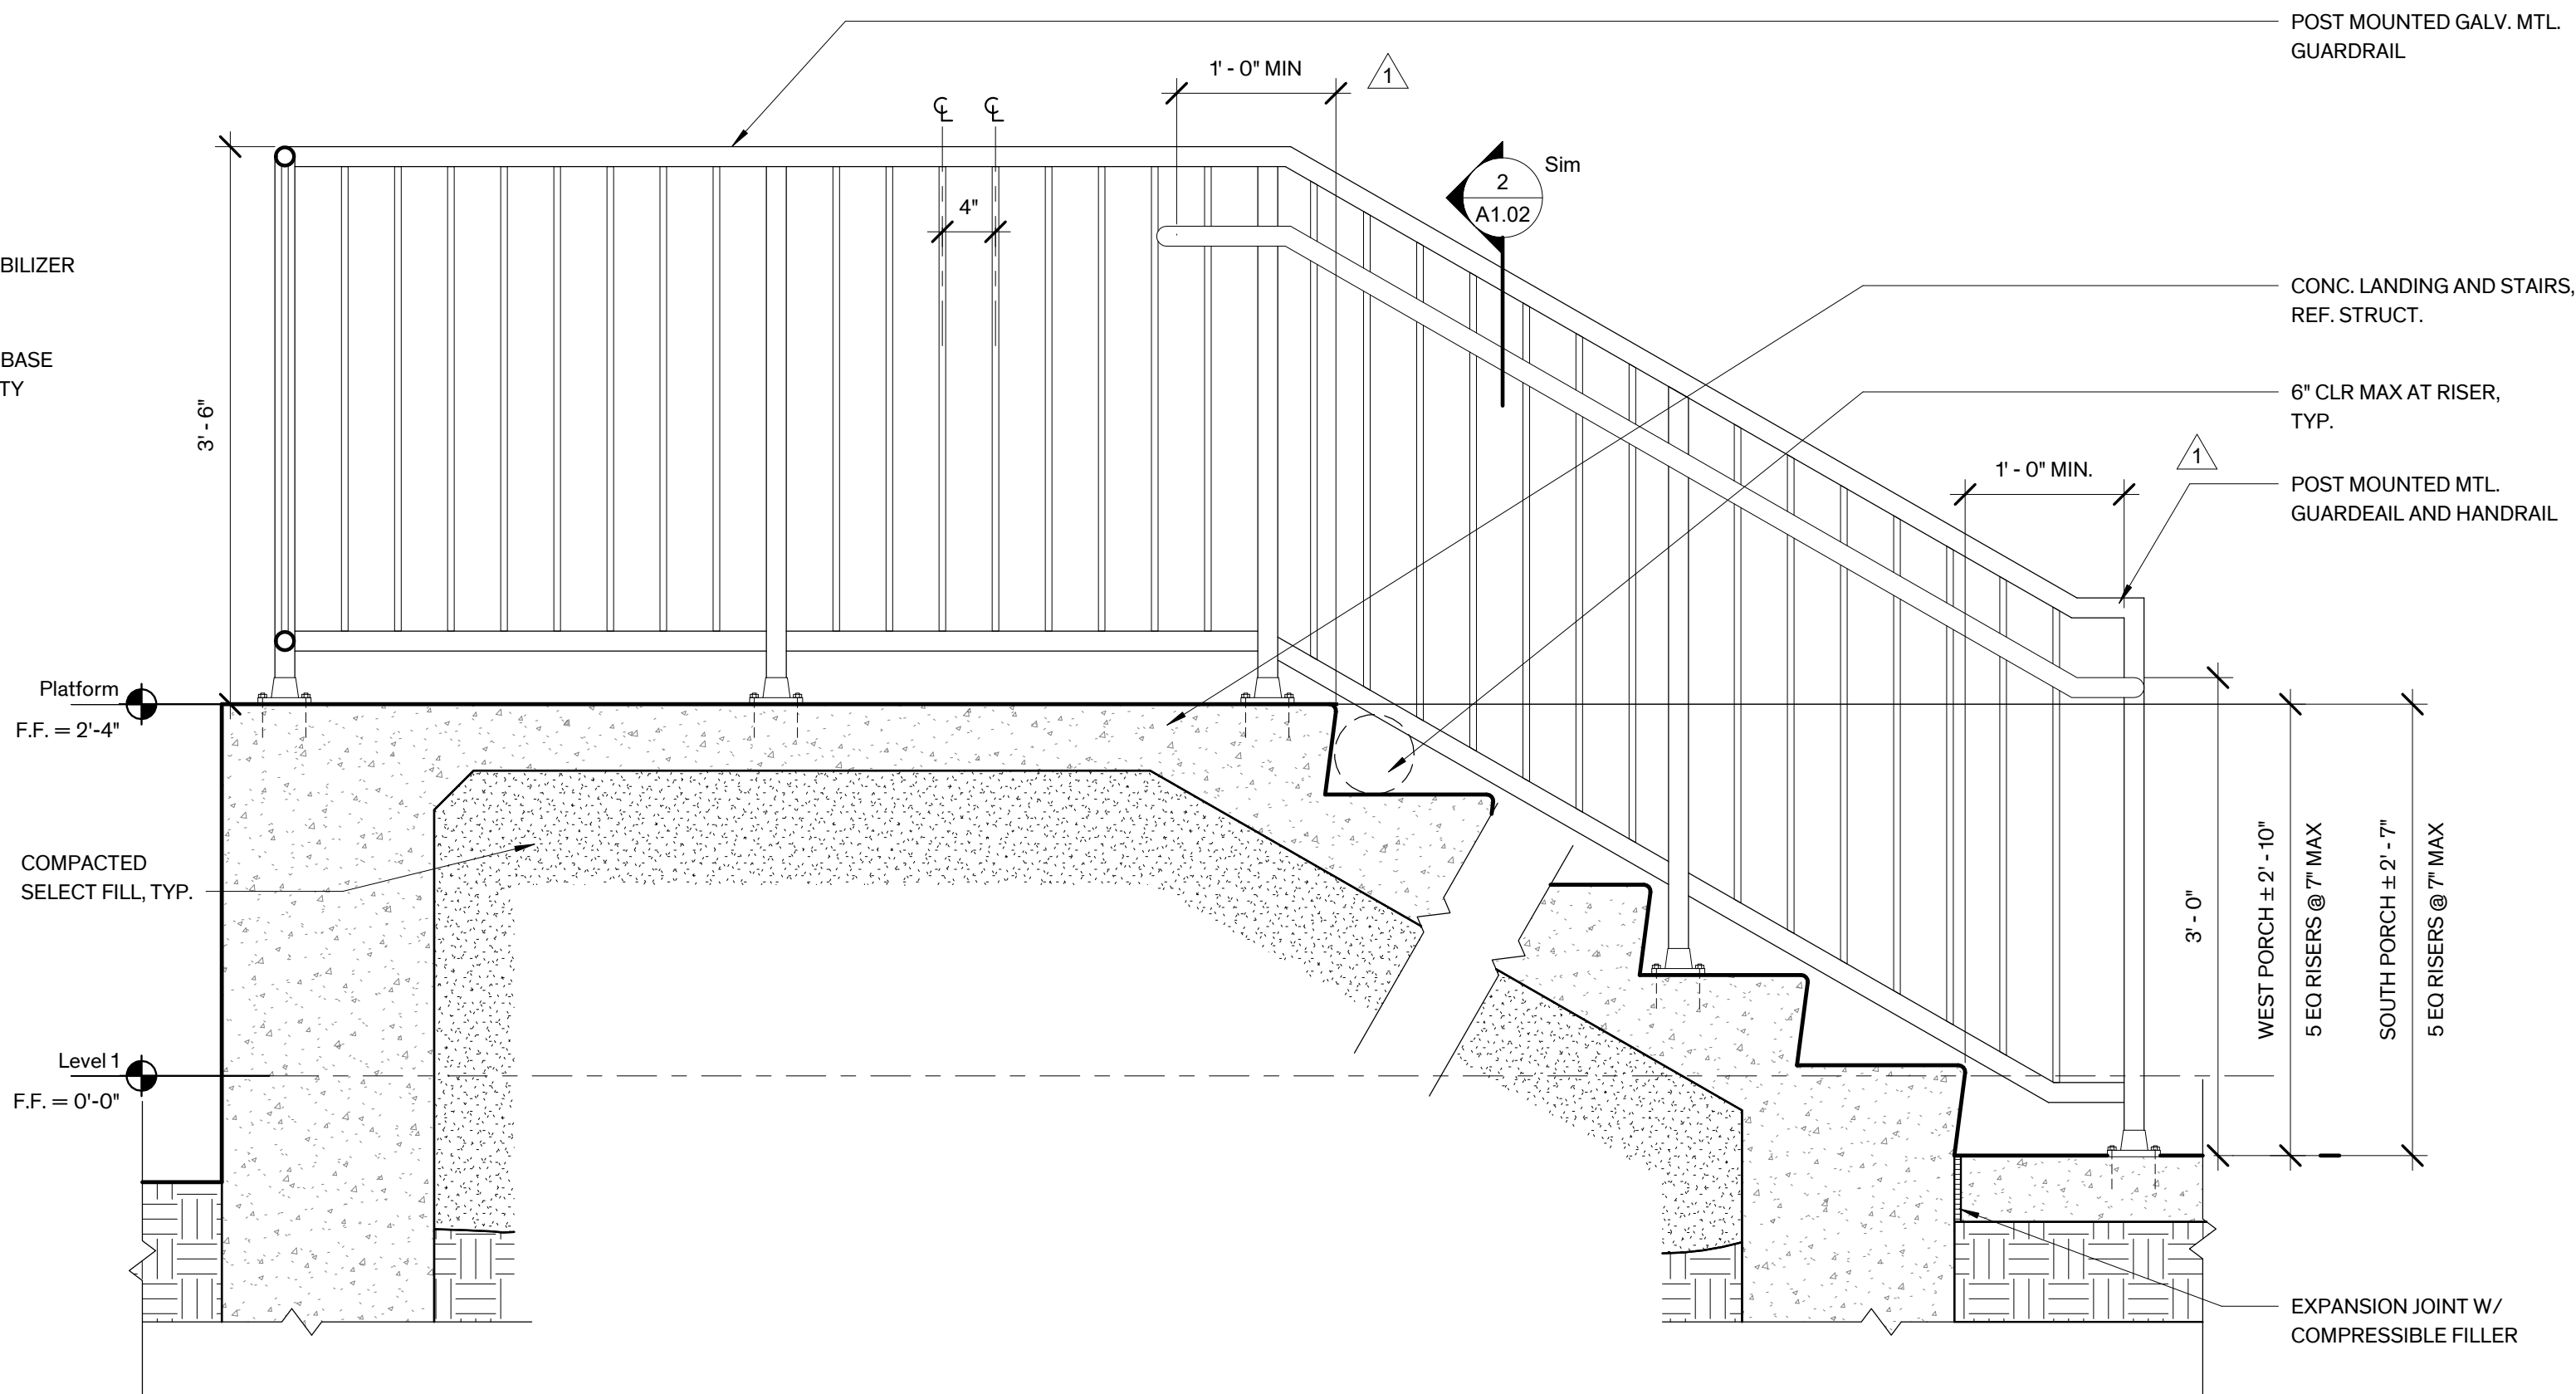 POST MOUNTED GALV. MTL.
GUARDRAIL
1' - 0" MIN
1
℄
℄
Sim
2
A1.02
4"
BILIZER
BASE
TY
3' - 6"
CONC. LANDING AND STAIRS,
REF. STRUCT.
6" CLR MAX AT RISER,
TYP.
1
1' - 0" MIN.
POST MOUNTED MTL.
GUARDEAIL AND HANDRAIL
Platform
F.F. = 2'-4"
COMPACTED
SELECT FILL, TYP.
3' - 0"
WEST PORCH ± 2' - 10"
5 EQ RISERS @ 7" MAX
SOUTH PORCH ± 2' - 7"
5 EQ RISERS @ 7" MAX
Level 1
F.F. = 0'-0"
EXPANSION JOINT W/
COMPRESSIBLE FILLER